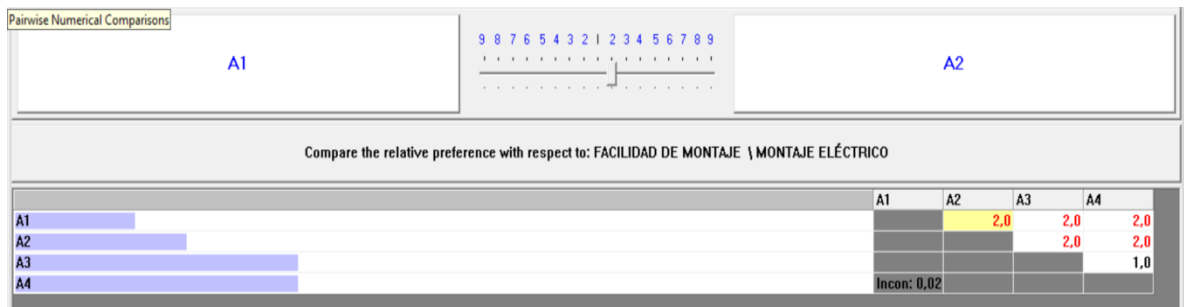 Pairwise Numerical Comparisons
A1
9 8 7 6 5 4 3 2 1 2 3 4 5 6 7 8 9
A2
Compare the relative preference with respect to: FACILIDAD DE MONTAJE \ MONTAJE ELÉCTRICO
A1 A2 A3 A4
A1 2,0 2,0 2,0
A2 2,0 2,0
A3 1,0
A4 Incon: 0,02